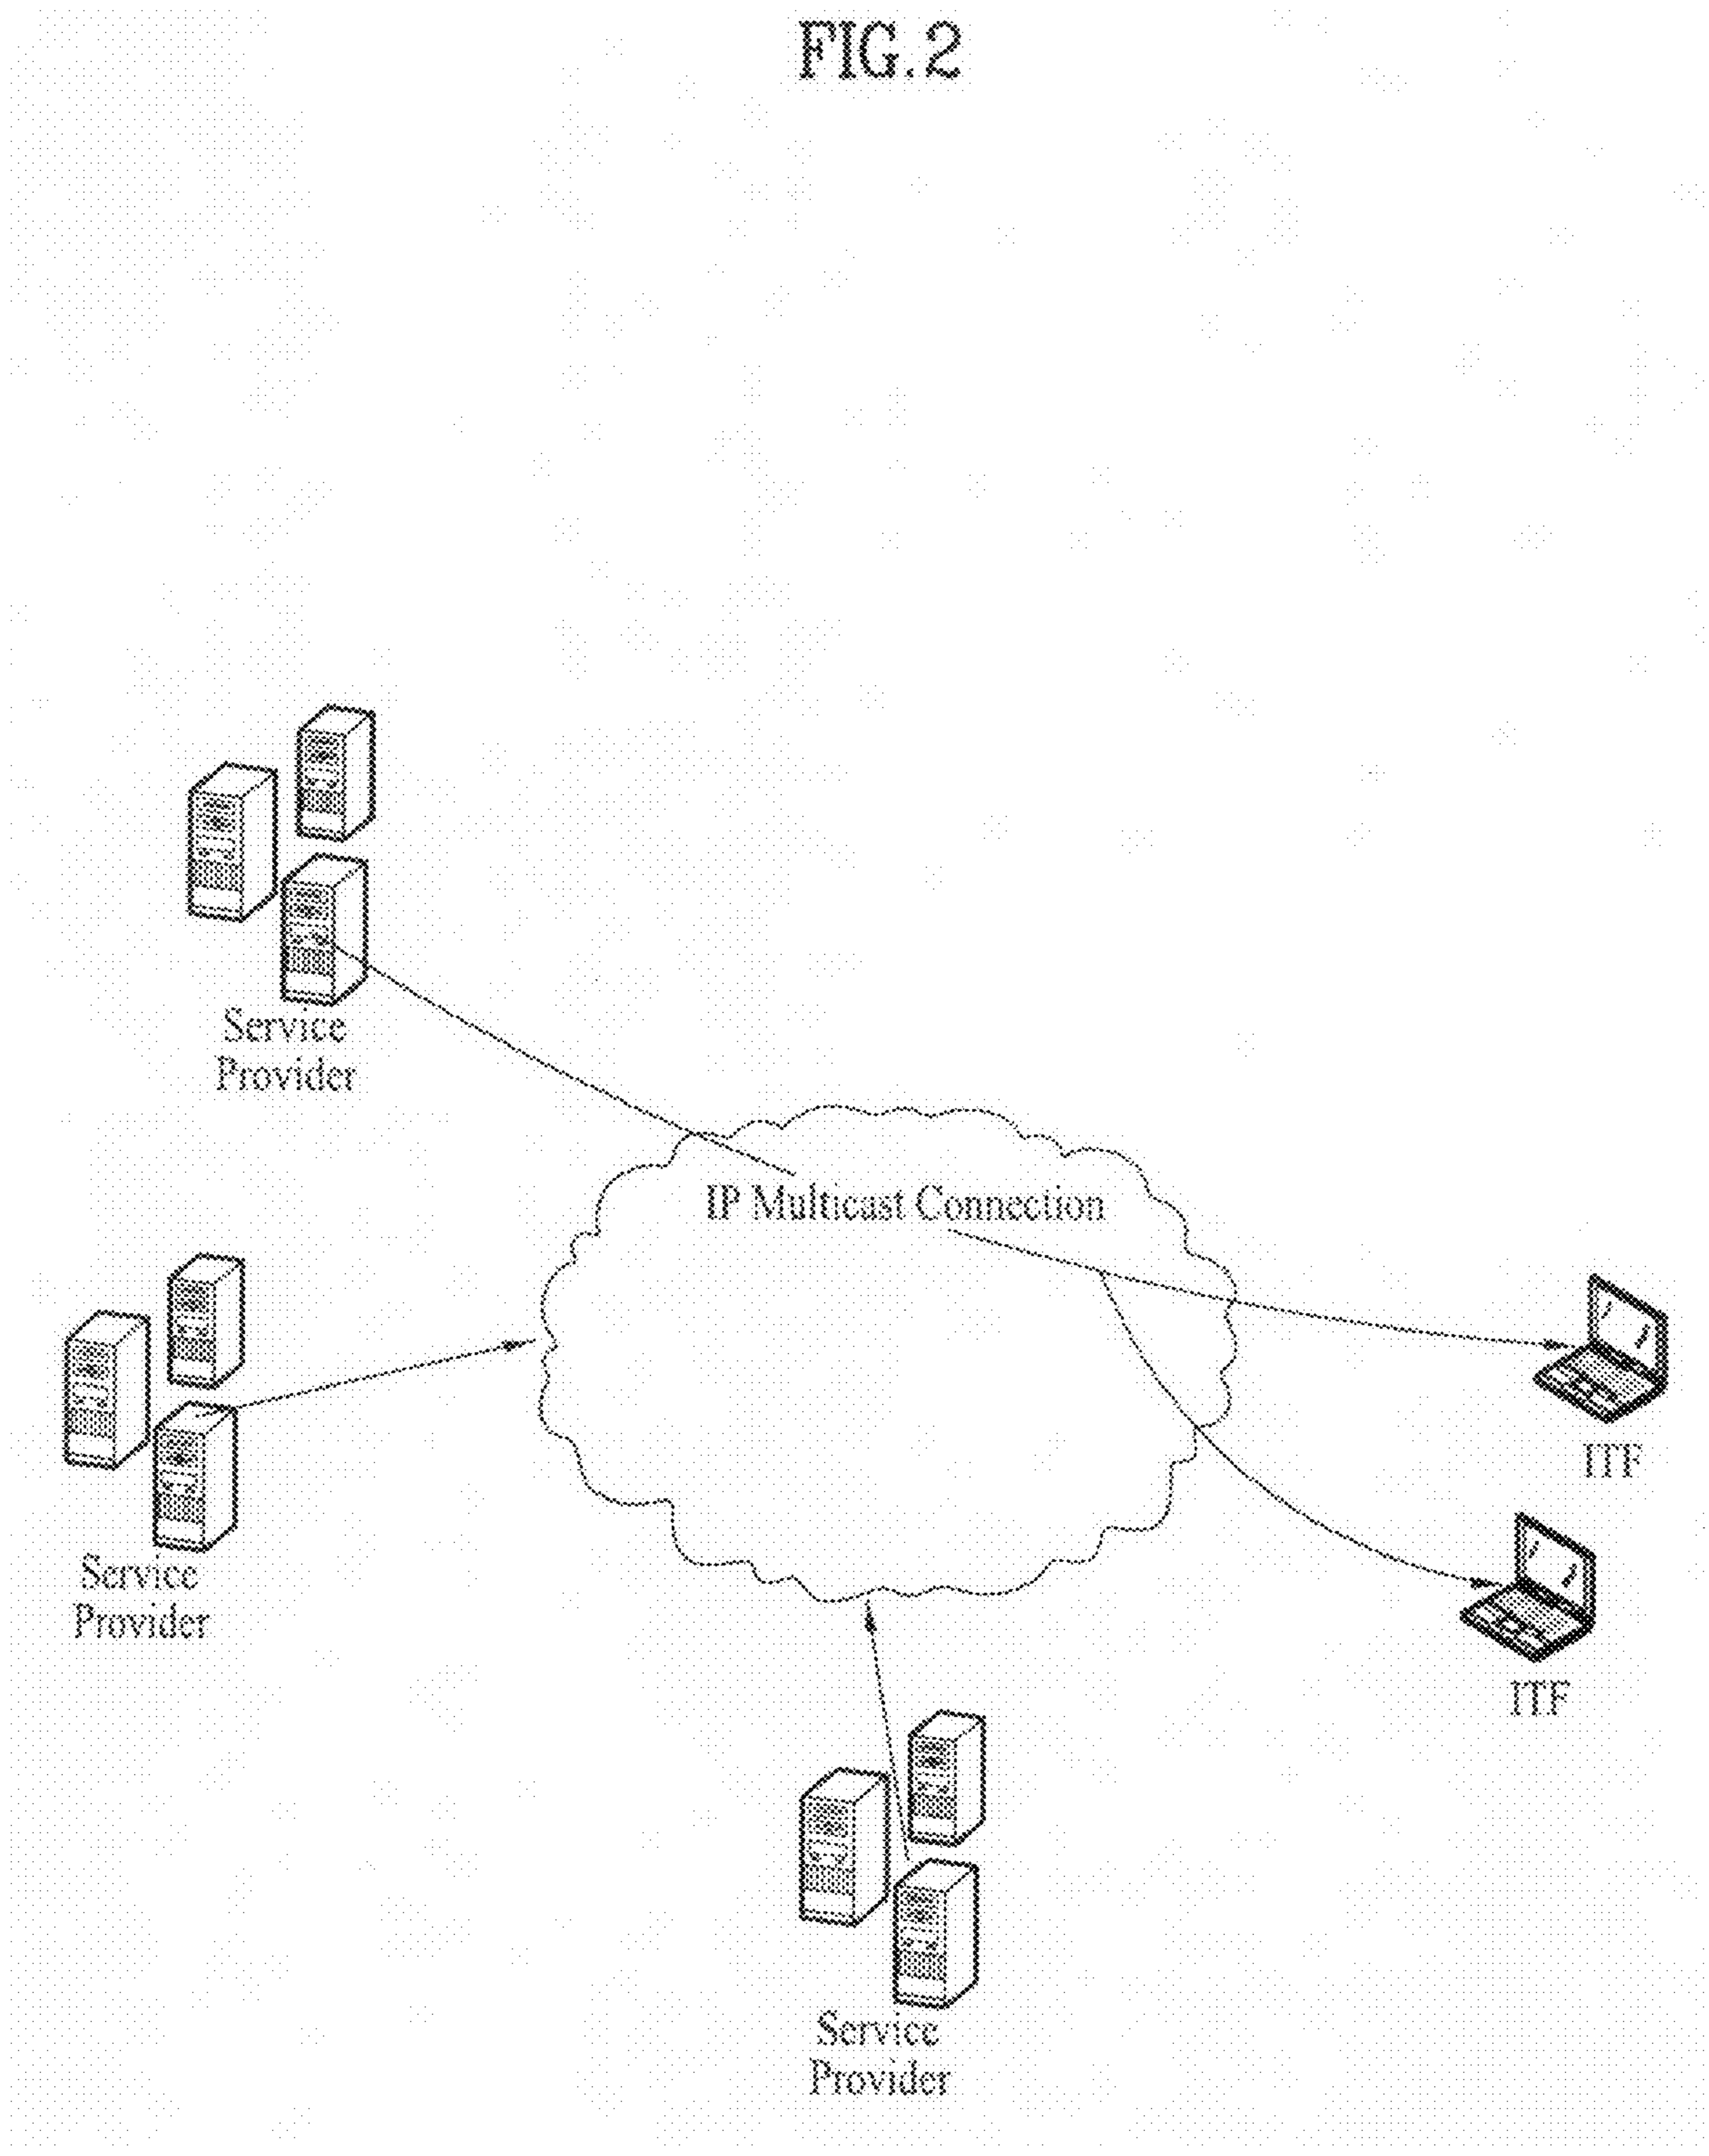 FIG.2
Service
Provider
IP Multicast Connection
Service
Provider
ITF
ITF
Service
Provider